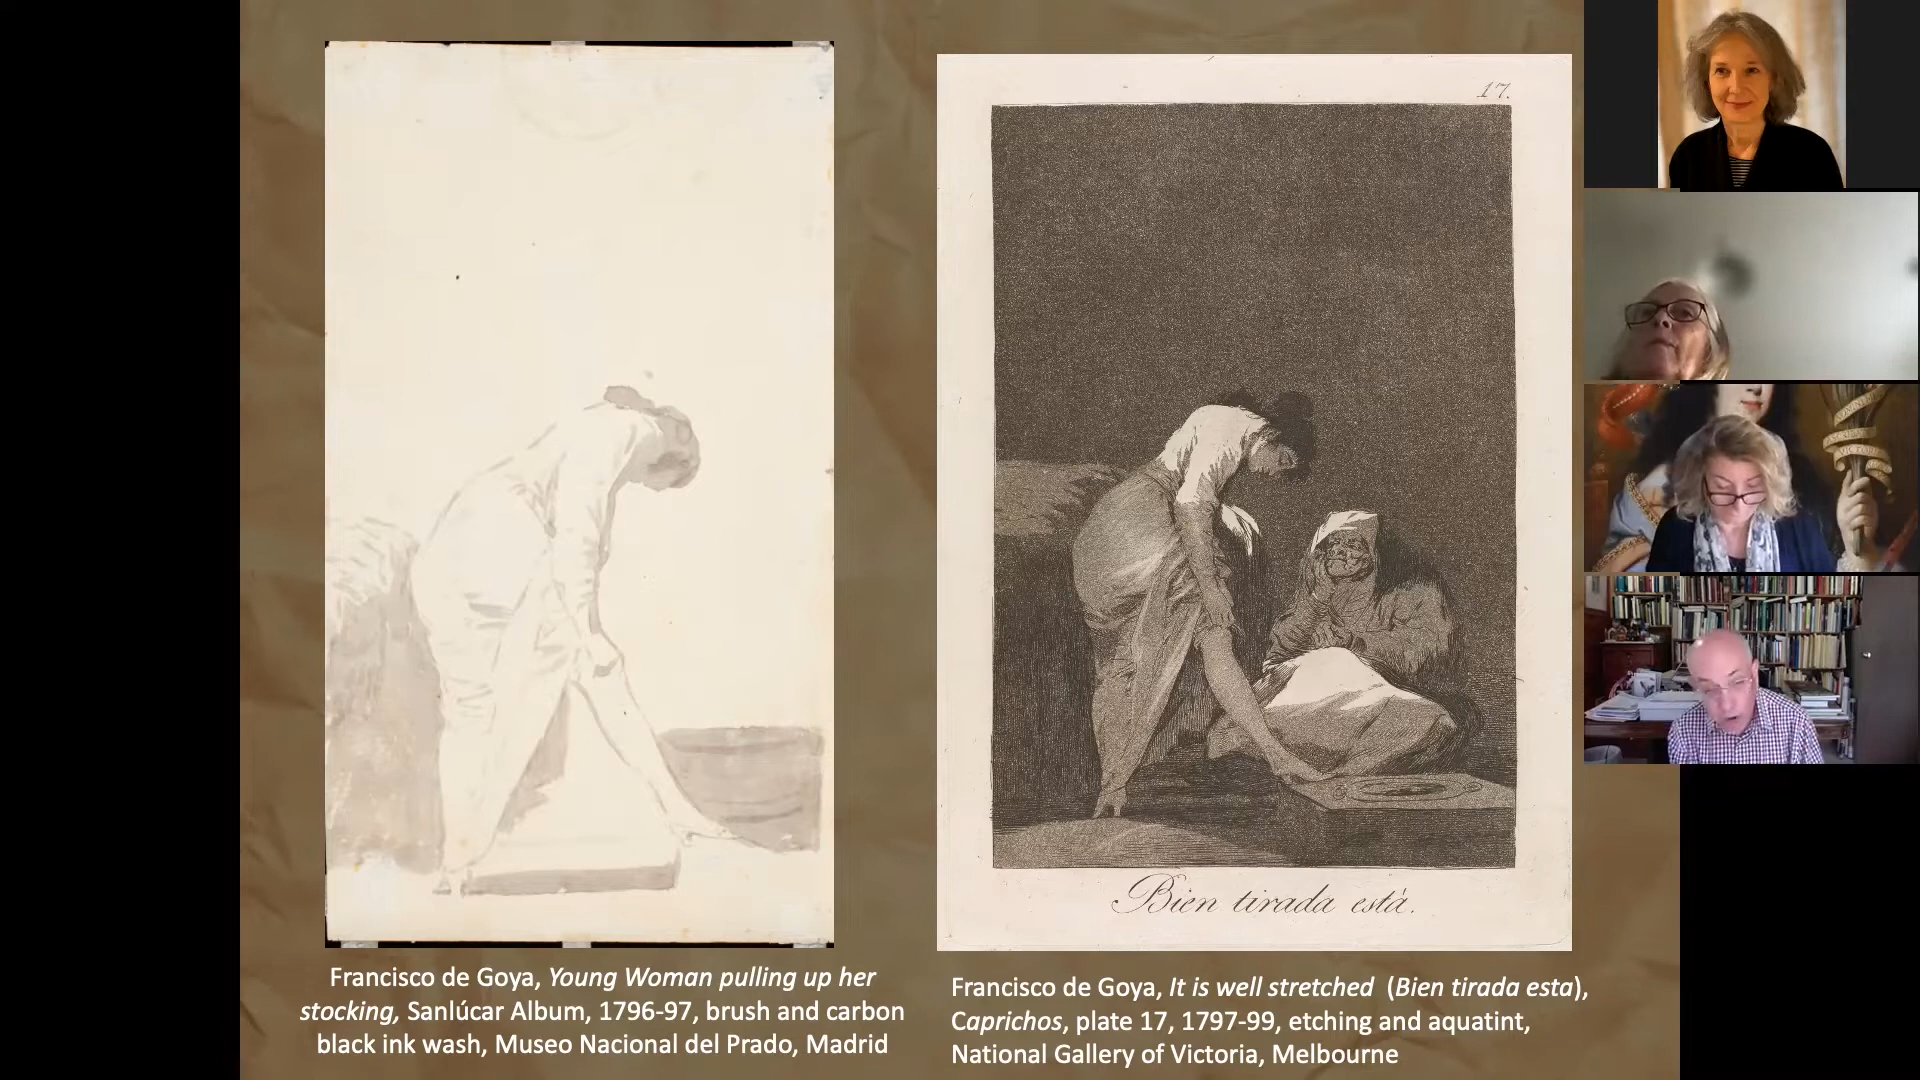 Francisco de Goya, Young Woman pulling up her
stocking, Sanlúcar Album, 1796-97, brush and carbon
black ink wash, Museo Nacional del Prado, Madrid
17.
Bien tirada está.
Francisco de Goya, It is well stretched (Bien tirada esta),
Caprichos, plate 17, 1797-99, etching and aquatint,
National Gallery of Victoria, Melbourne